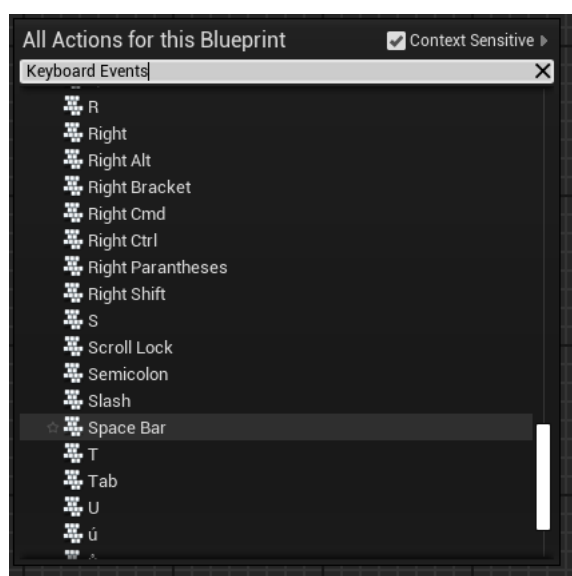 All Actions for this Blueprint Context Sensitive
Keyboard Events
R
Right
Right Alt
Right Bracket
Right Cmd
Right Ctrl
Right Parantheses
Right Shift
S
Scroll Lock
Semicolon
Slash
Space Bar
T
Tab
U
ú